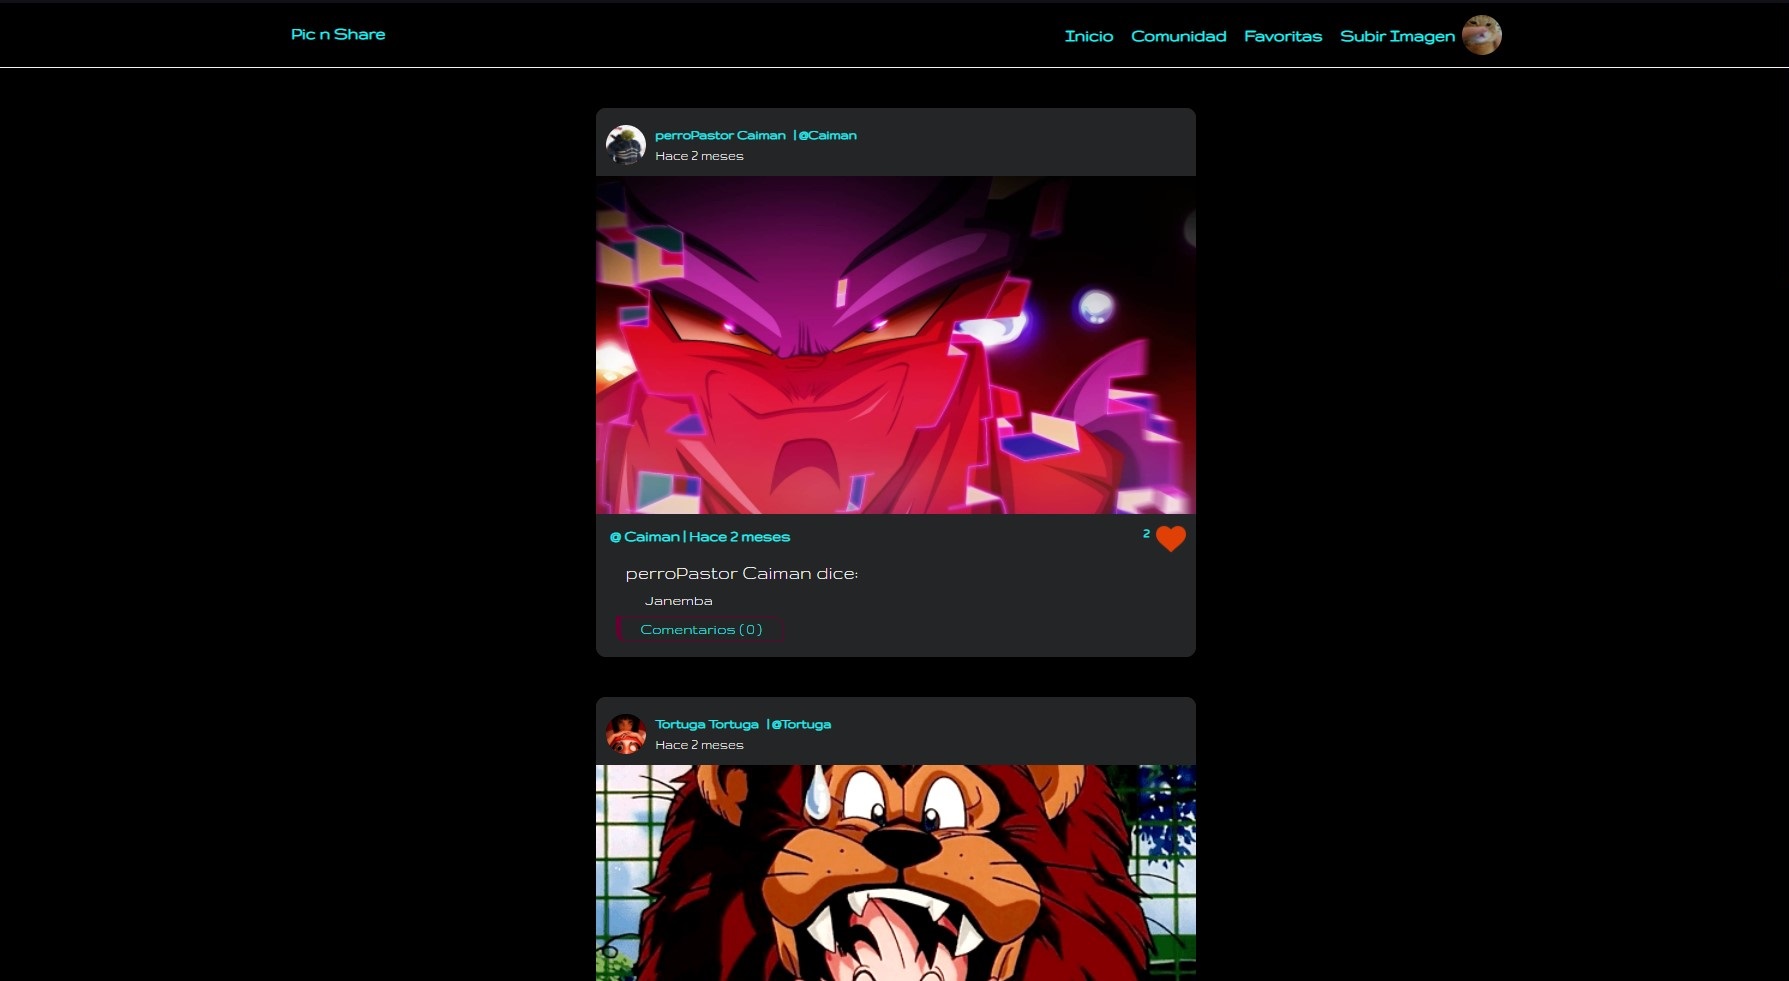 Pic n Share
Inicio Comunidad Favoritas Subir Imagen
perroPastor Caiman | @Caiman
Hace 2 meses
@ Caiman | Hace 2 meses
2
perroPastor Caiman dice:
Janemba
Comentarios ( 0 )
Tortuga Tortuga | @Tortuga
Hace 2 meses